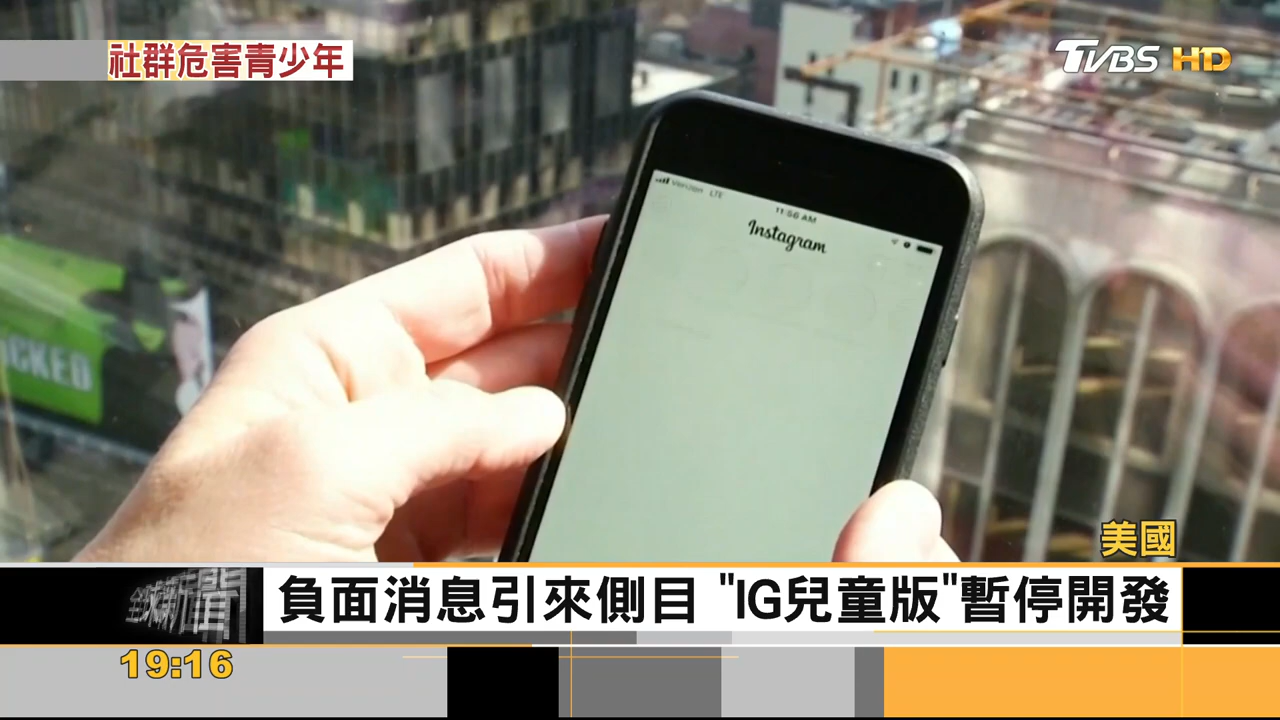 社群危害青少年
TVBS HD
Verizon LTE
11:56 AM
Instagram
OCKED
美國
全球新聞
負面消息引來側目 "IG兒童版"暫停開發
19:16